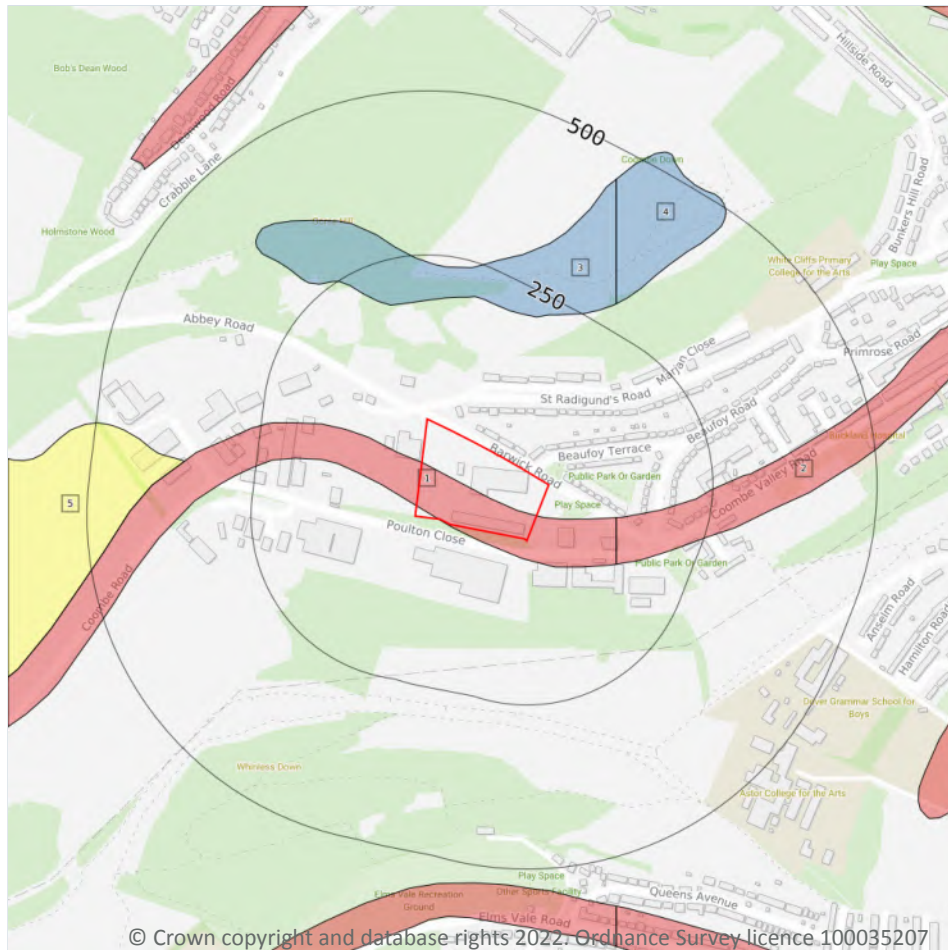 Hillside Road
Bob's Dean Wood
Deanwood Road
Crabble Lane
500
Coombe Down
4
Bunkers Hill Road
Holmstone Wood
3
White Cliffs Primary
College for the Arts
Play Space
250
Abbey Road
Primrose Road
Marjan Close
St Radigund's Road
Beaufoy Road
Barwick Road
Beaufoy Terrace
Buckland Hospital
1
2
Public Park Or Garden
Coombe Valley Road
5
Play Space
Poulton Close
Public Park Or Garden
Coombe Road
Anselm Road
Hamilton Road
Dover Grammar School for
Boys
Whinless Down
Astor College for the Arts
Play Space
Other Sports Facility
Elms Vale Recreation
Ground
Queens Avenue
Elms Vale Road
© Crown copyright and database rights 2022. Ordnance Survey licence 100035207